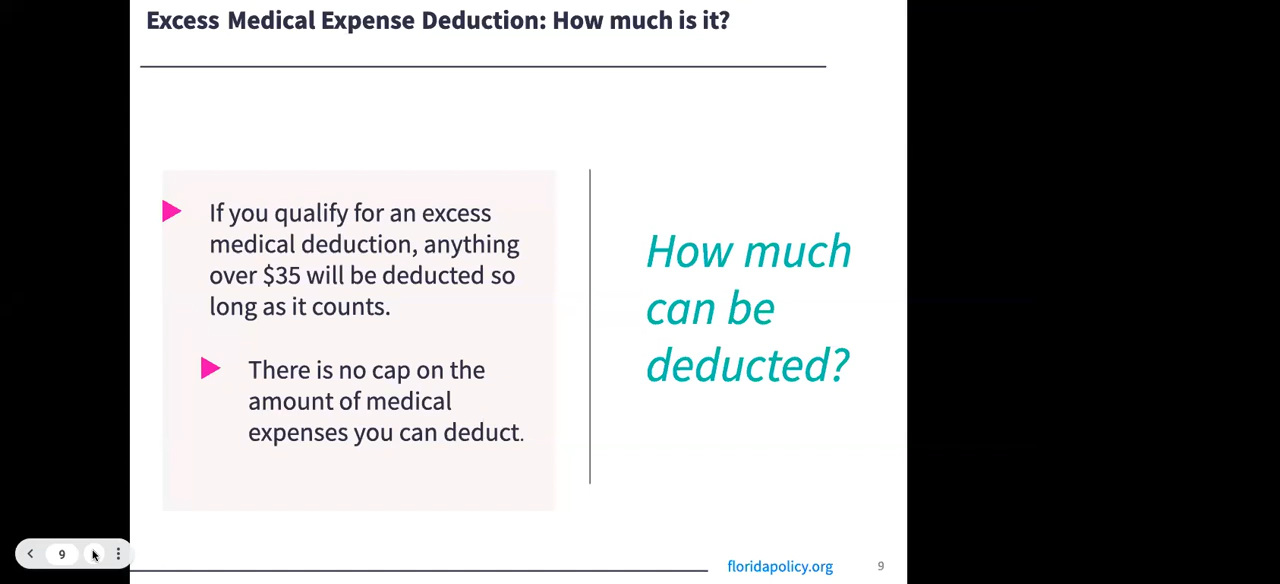 Excess Medical Expense Deduction: How much is it?
If you qualify for an excess
medical deduction, anything
over $35 will be deducted so
long as it counts.
There is no cap on the
amount of medical
expenses you can deduct.
How much
can be
deducted?
9
floridapolicy.org
9